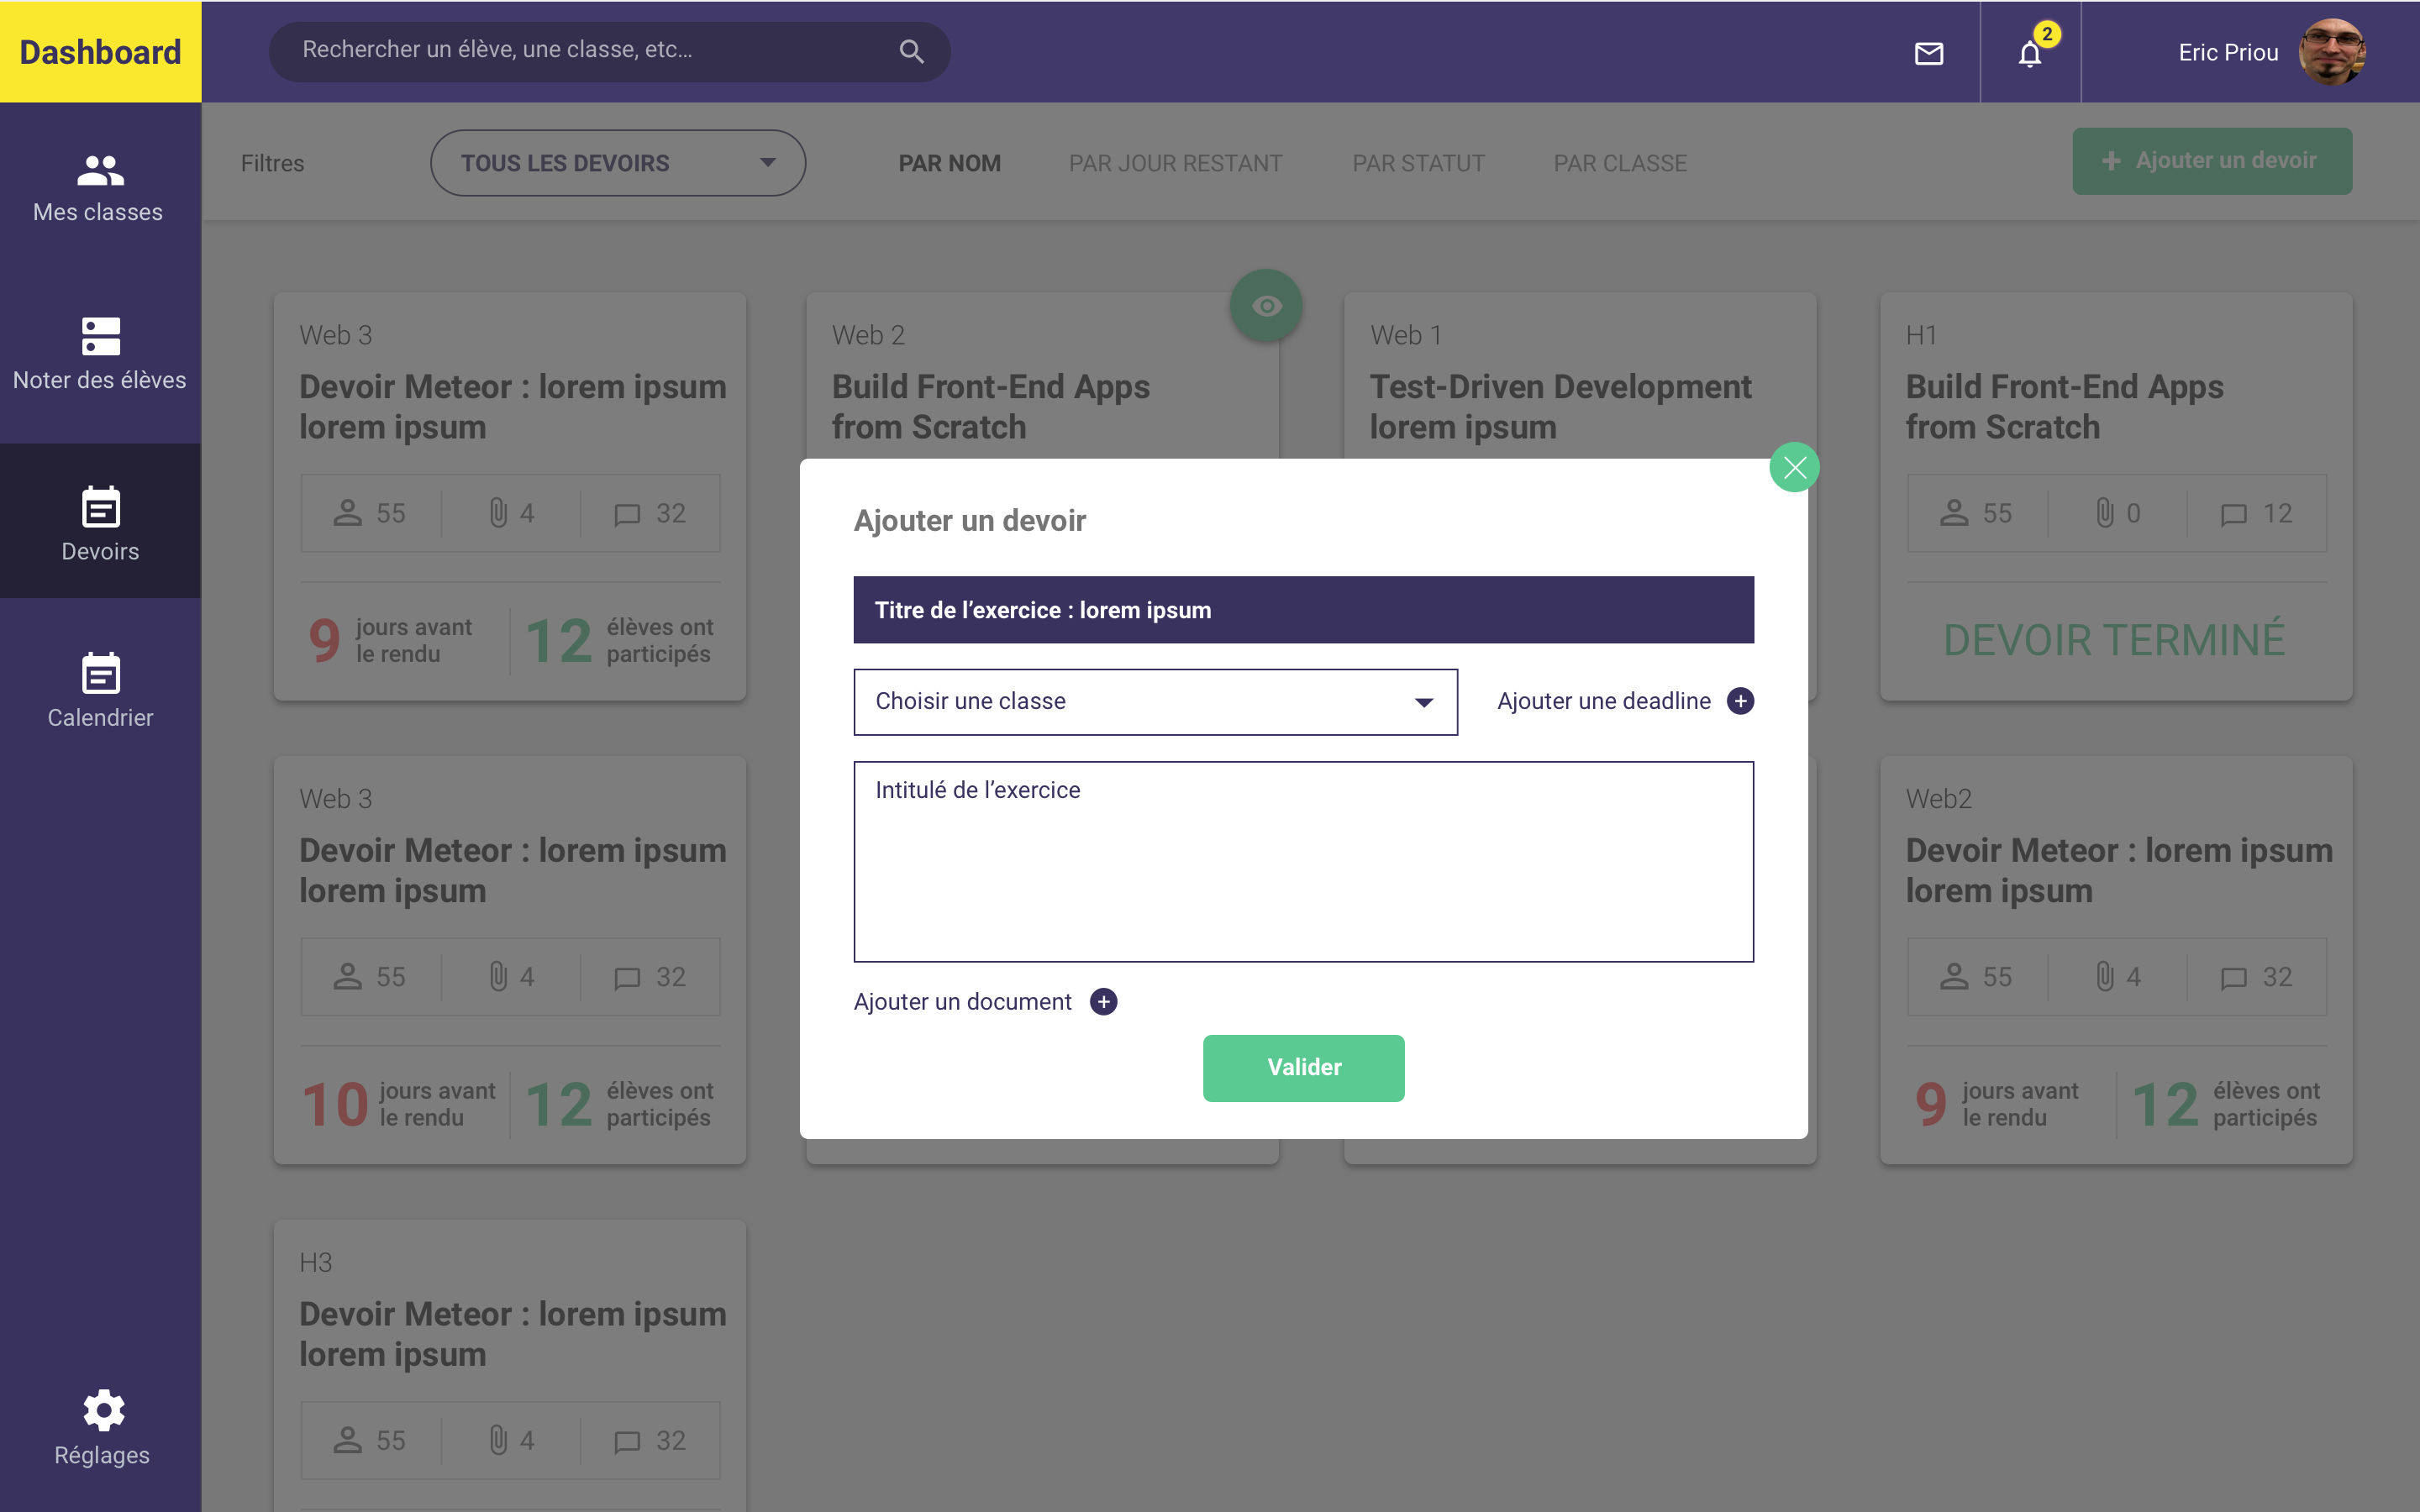 Dashboard
Rechercher un élève, une classe, etc...
2
Eric Priou
Mes classes
Noter des élèves
Devoirs
Calendrier
Réglages
Filtres
TOUS LES DEVOIRS
PAR NOM
PAR JOUR RESTANT
PAR STATUT
PAR CLASSE
+ Ajouter un devoir
Web 3
Devoir Meteor : lorem ipsum
lorem ipsum
55
4
32
9
jours avant
le rendu
12
élèves ont
participés
Web 2
Build Front-End Apps
from Scratch
Web 1
Test-Driven Development
lorem ipsum
H1
Build Front-End Apps
from Scratch
55
0
12
DEVOIR TERMINÉ
Ajouter un devoir
Titre de l’exercice : lorem ipsum
Choisir une classe
Ajouter une deadline
Intitulé de l’exercice
Ajouter un document
Valider
Web 3
Devoir Meteor : lorem ipsum
lorem ipsum
55
4
32
10
jours avant
le rendu
12
élèves ont
participés
Web2
Devoir Meteor : lorem ipsum
lorem ipsum
55
4
32
9
jours avant
le rendu
12
élèves ont
participés
H3
Devoir Meteor : lorem ipsum
lorem ipsum
55
4
32